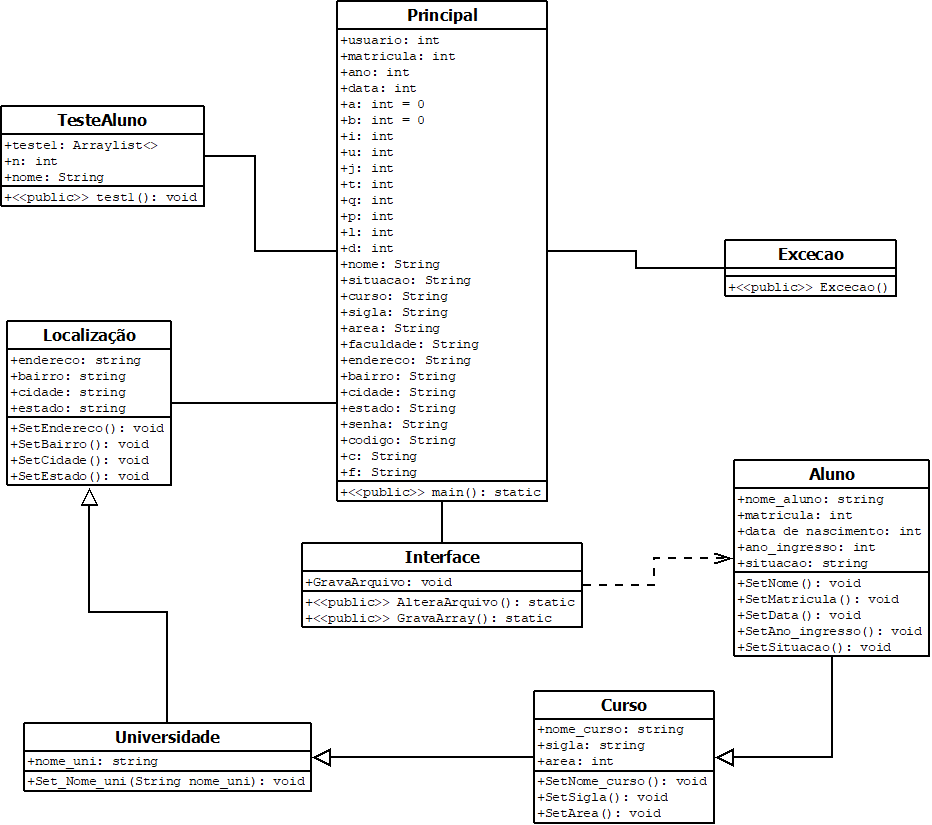 Principal
+usuario: int
+matricula: int
+ano: int
+data: int
+a: int = 0
+b: int = 0
+i: int
+u: int
+j: int
+t: int
+q: int
+p: int
+l: int
+d: int
+nome: String
+situacao: String
+curso: String
+sigla: String
+area: String
+faculdade: String
+endereco: String
+bairro: String
+cidade: String
+estado: String
+senha: String
+codigo: String
+c: String
+f: String
+<<public>> main(): static
TesteAluno
+teste1: Arraylist<>
+n: int
+nome: String
+<<public>> test1(): void
Excecao
+<<public>> Excecao()
Localização
+endereco: string
+bairro: string
+cidade: string
+estado: string
+SetEndereco(): void
+SetBairro(): void
+SetCidade(): void
+SetEstado(): void
Aluno
+nome_aluno: string
+matricula: int
+data de nascimento: int
+ano_ingresso: int
+situacao: string
+SetNome(): void
+SetMatricula(): void
+SetData(): void
+SetAno_ingresso(): void
+SetSituacao(): void
Interface
+GravaArquivo: void
+<<public>> AlteraArquivo(): static
+<<public>> GravaArray(): static
Curso
+nome_curso: string
+sigla: string
+area: int
+SetNome_curso(): void
+SetSigla(): void
+SetArea(): void
Universidade
+nome_uni: string
+Set_Nome_uni(String nome_uni): void